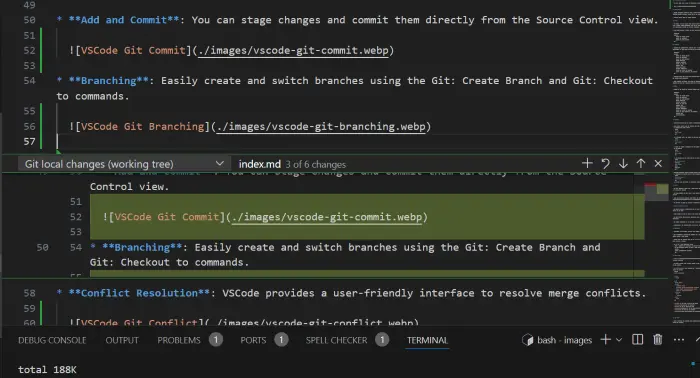 49
50 * **Add and Commit**: You can stage changes and commit them directly from the Source Control view.
51
52 ![VSCode Git Commit](./images/vscode-git-commit.webp)
53
54 * **Branching**: Easily create and switch branches using the Git: Create Branch and Git: Checkout
to commands.
55
56 ![VSCode Git Branching](./images/vscode-git-branching.webp)
57
Git local changes (working tree) index.md 3 of 6 changes
Control view.
51
52 ![VSCode Git Commit](./images/vscode-git-commit.webp)
53
50 54 * **Branching**: Easily create and switch branches using the Git: Create Branch and
Git: Checkout to commands.
55
58 * **Conflict Resolution**: VSCode provides a user-friendly interface to resolve merge conflicts.
59
60 ![VSCode Git Conflict](./images/vscode-git-conflict.webp)
DEBUG CONSOLE OUTPUT PROBLEMS 1 PORTS 1 SPELL CHECKER 1 TERMINAL bash - images
total 188K